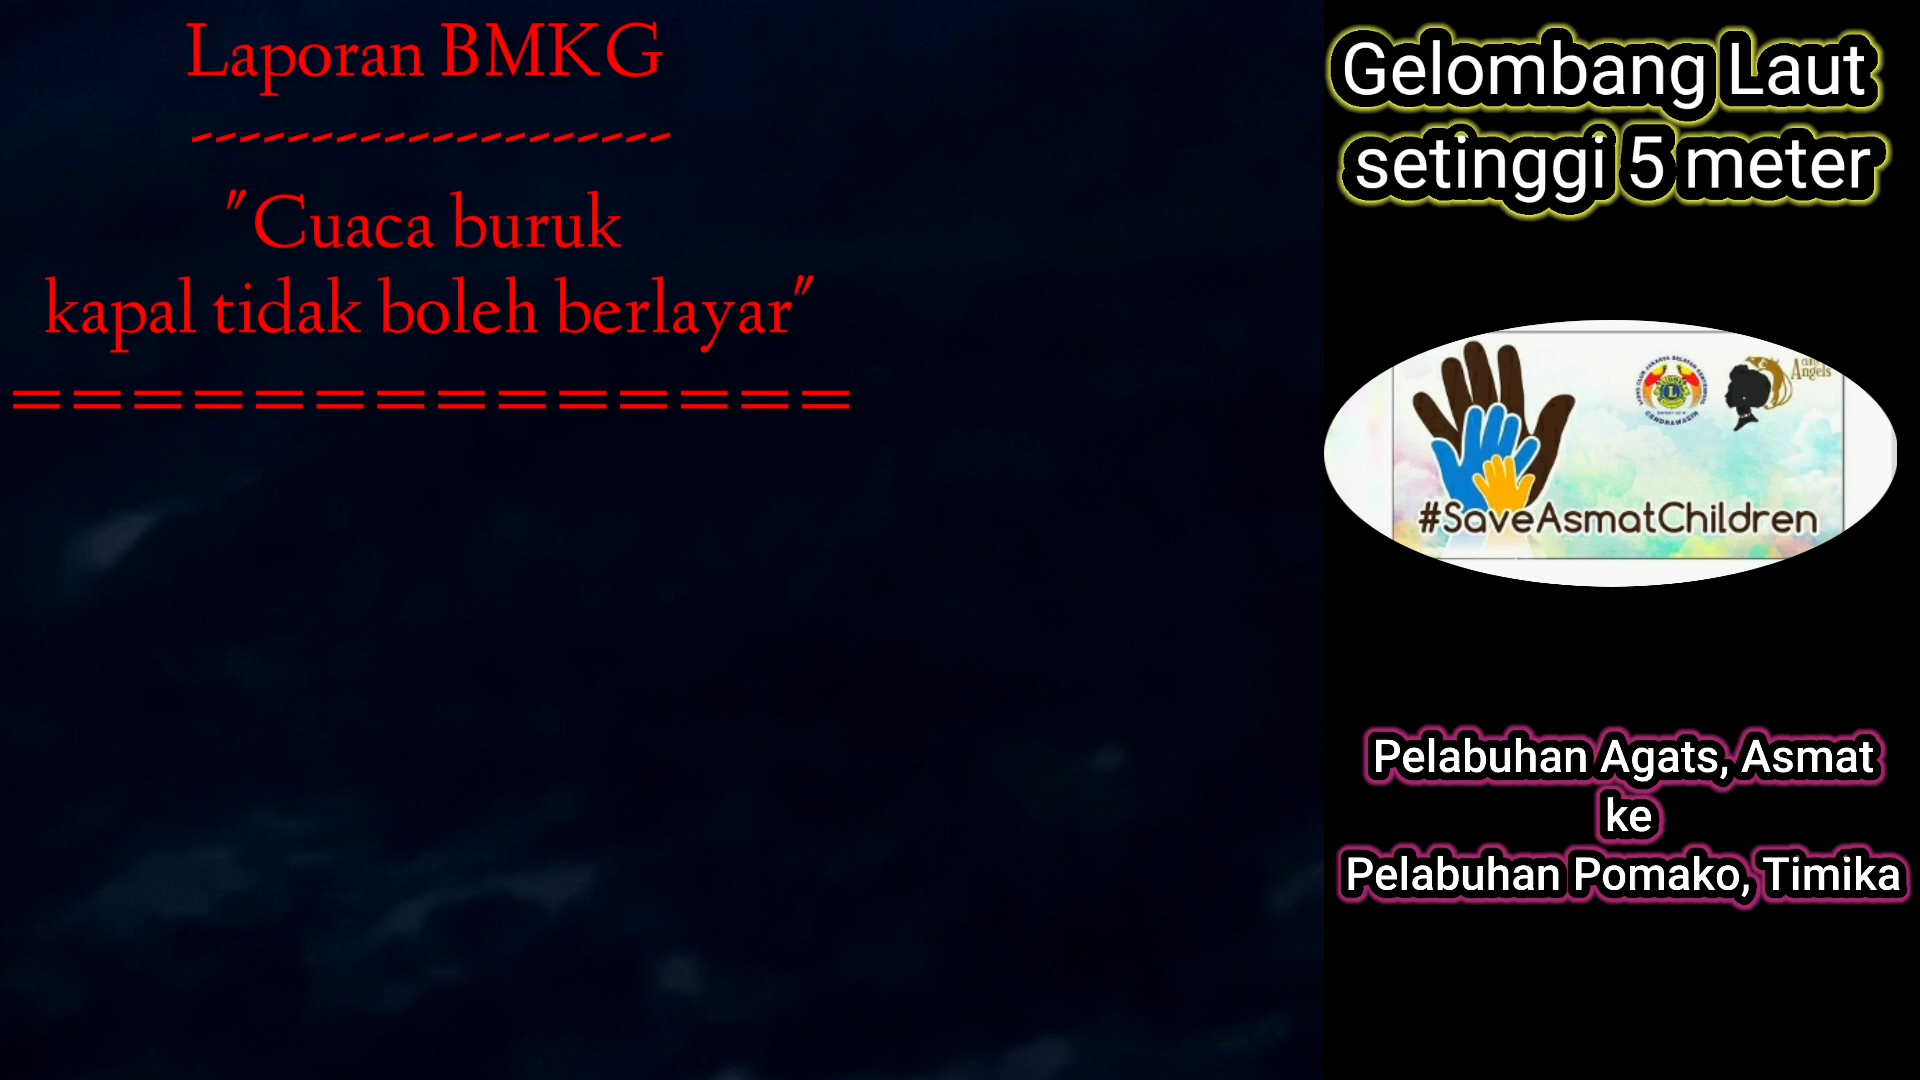 Laporan BMKG
--------------------
"Cuaca buruk
kapal tidak boleh berlayar"
==============
Gelombang Laut
setinggi 5 meter
Angels
CENDRAWASIH
#SaveAsmatChildren
Pelabuhan Agats, Asmat
ke
Pelabuhan Pomako, Timika